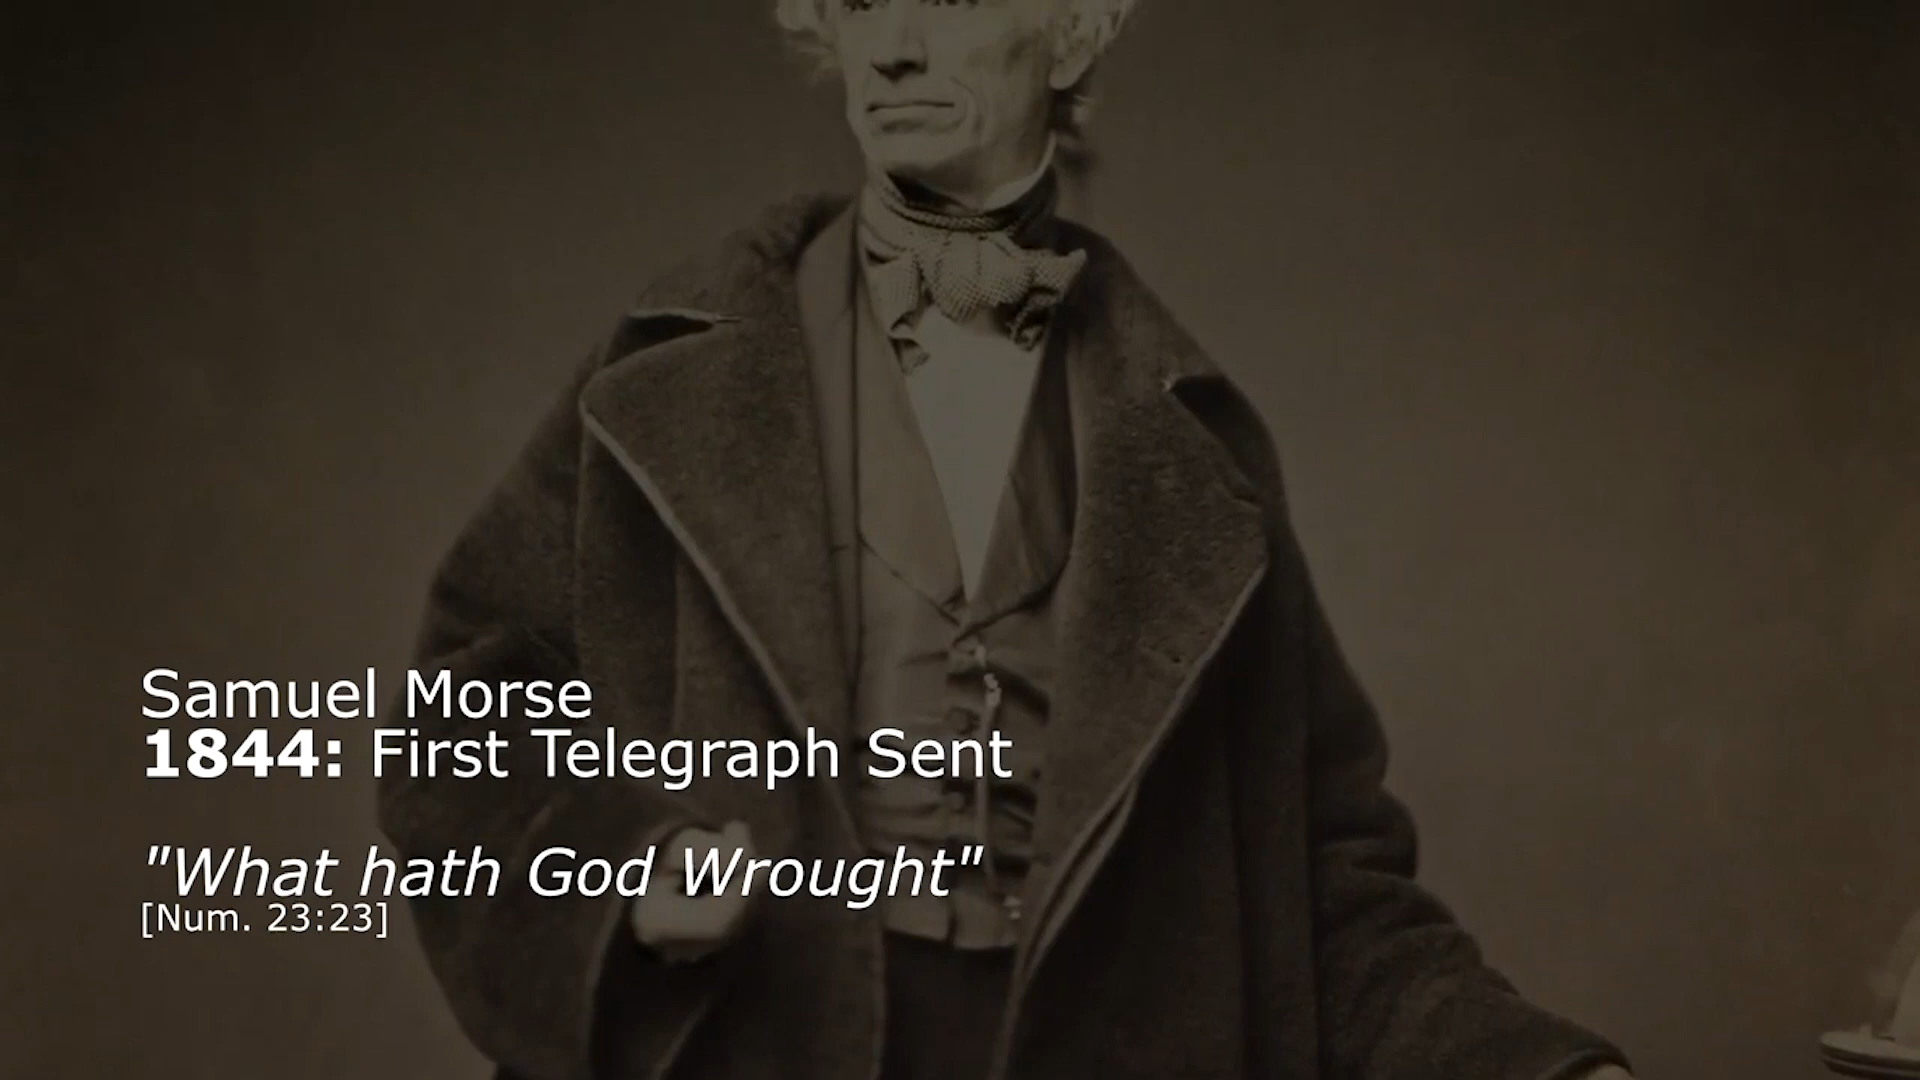 Samuel Morse
1844: First Telegraph Sent
"What hath God Wrought"
[Num. 23:23]